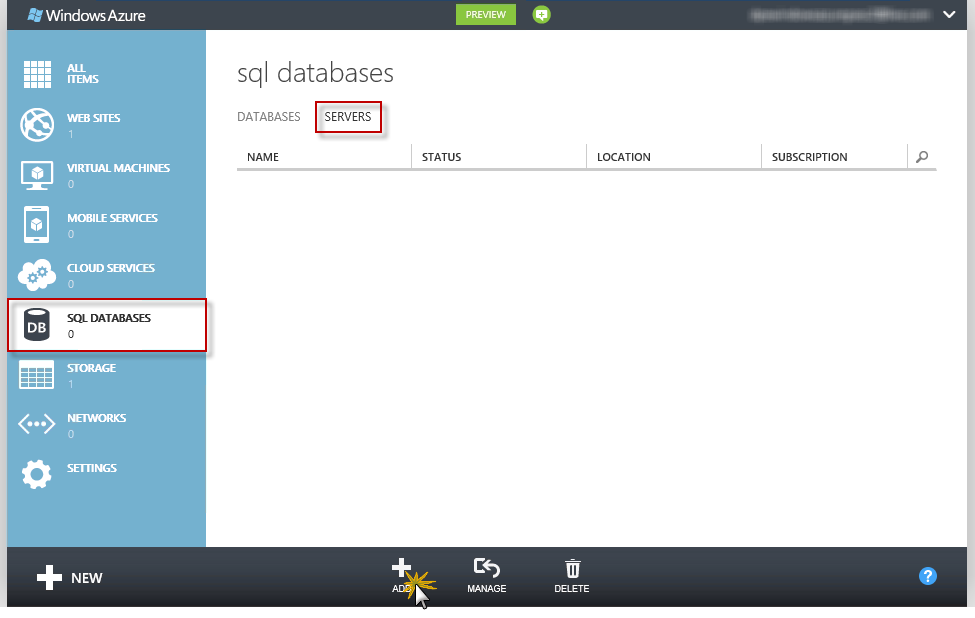 Windows Azure
PREVIEW
ALL
ITEMS
WEB SITES
1
VIRTUAL MACHINES
0
MOBILE SERVICES
0
CLOUD SERVICES
0
DB
SQL DATABASES
0
STORAGE
1
NETWORKS
0
SETTINGS
sql databases
DATABASES SERVERS
NAME STATUS LOCATION SUBSCRIPTION
NEW
ADD MANAGE DELETE
?